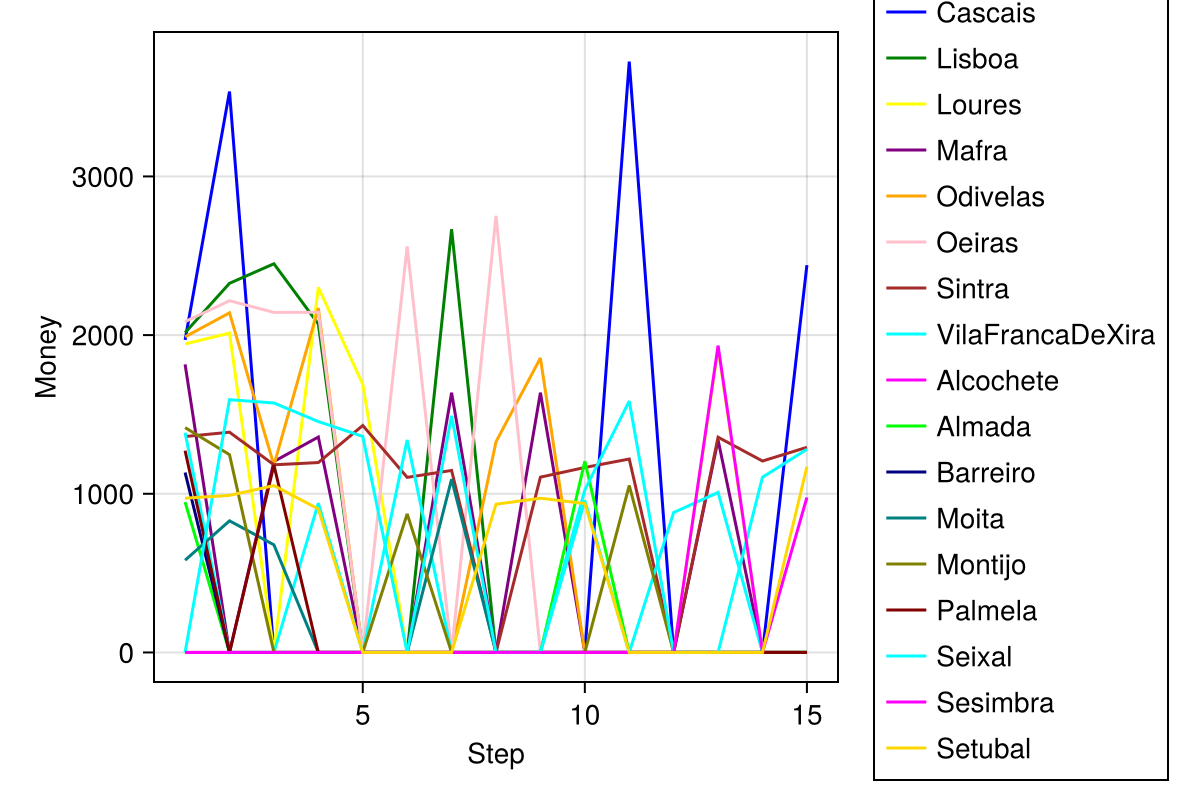 Cascais
Lisboa
Loures
Mafra
Odivelas
Oeiras
Sintra
VilaFrancaDeXira
Alcochete
Almada
Barreiro
Moita
Montijo
Palmela
Seixal
Sesimbra
Setubal
3000
2000
1000
0
Money
5
10
15
Step